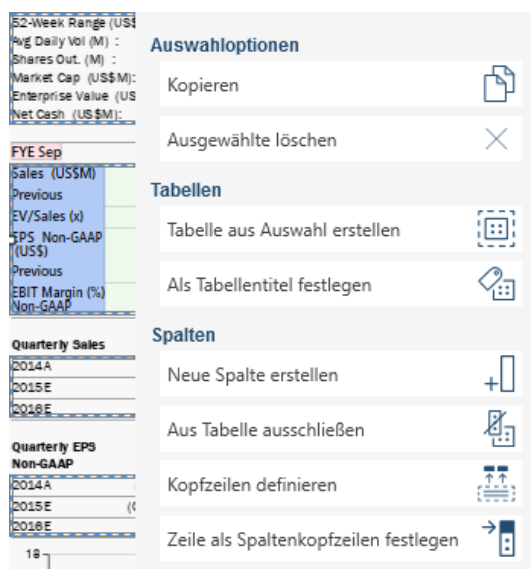 52-Week Range (US$
Avg Daily Vol (M) :
Shares Out. (M) :
Market Cap (US$M):
Enterprise Value (US
Net Cash (US$M):
FYE Sep
Sales (US$M)
Previous
EV/Sales (x)
EPS Non-GAAP
(US$)
Previous
EBIT Margin (%)
Non-GAAP
Quarterly Sales
2014A
2015E
2016E
Quarterly EPS
Non-GAAP
2014A
2015E (0
2016E
18
Auswahloptionen
Kopieren
Ausgewählte löschen
Tabellen
Tabelle aus Auswahl erstellen
Als Tabellentitel festlegen
Spalten
Neue Spalte erstellen
Aus Tabelle ausschließen
Kopfzeilen definieren
Zeile als Spaltenkopfzeilen festlegen